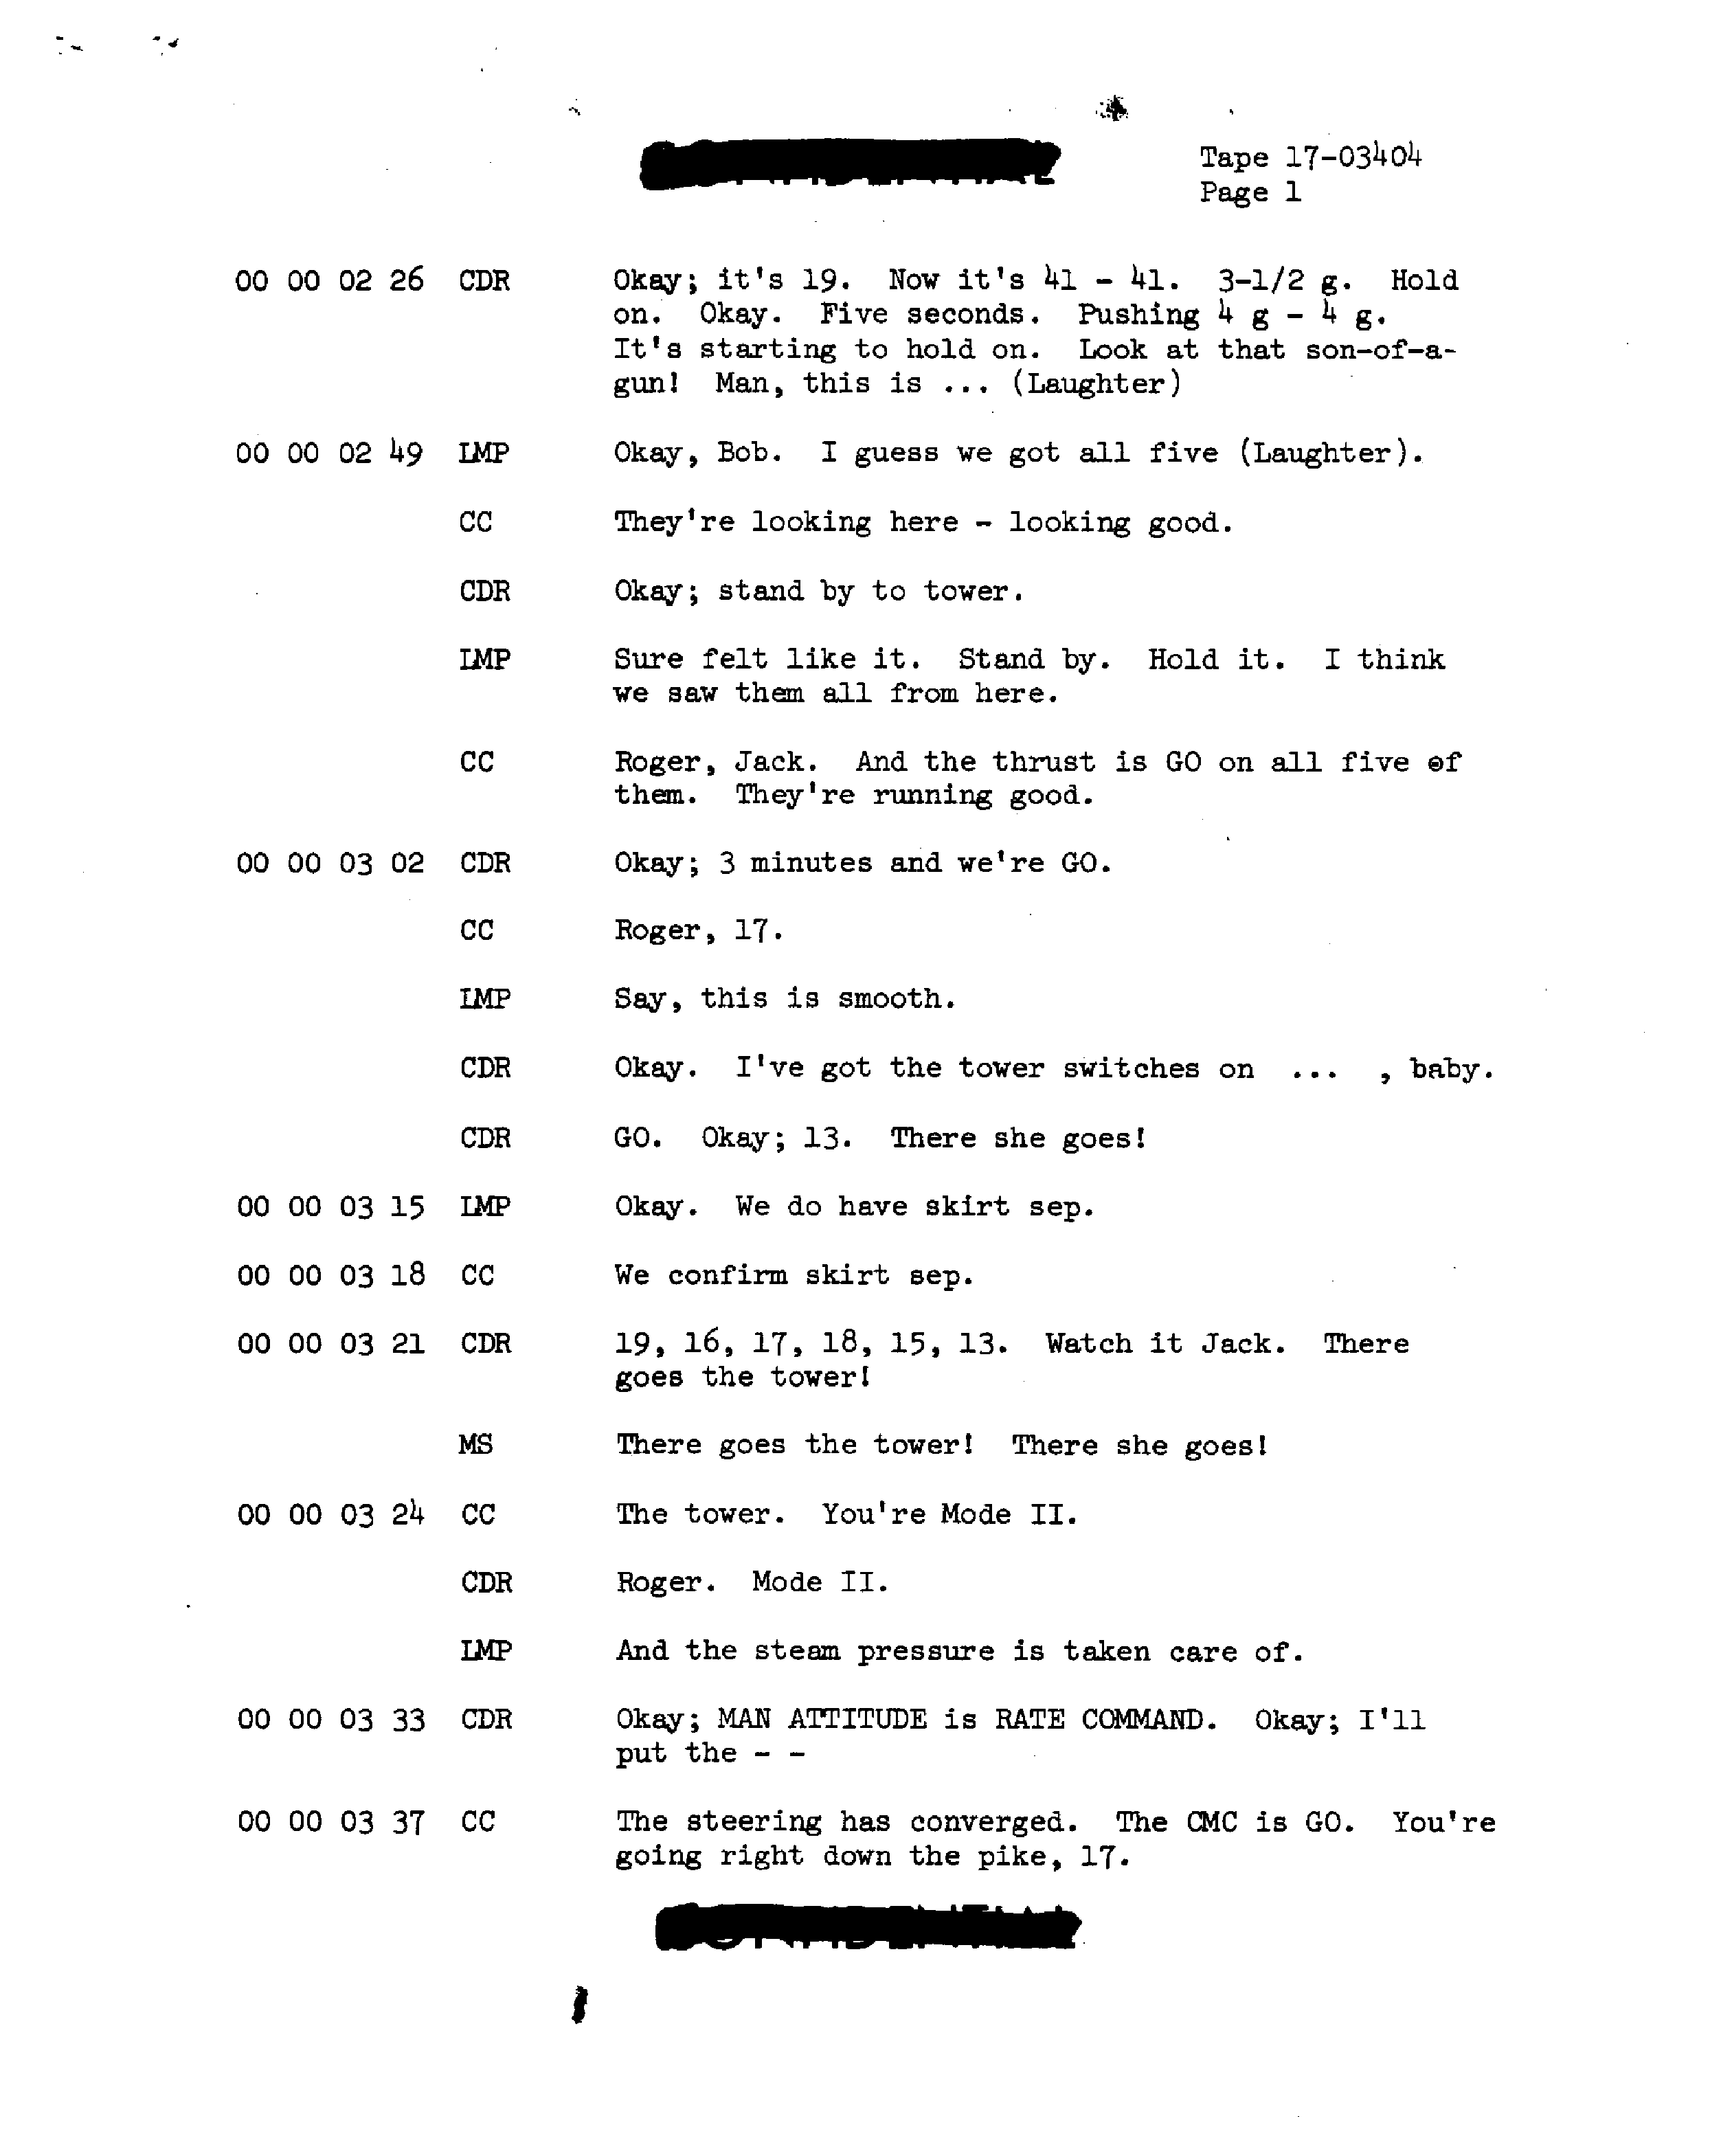 Tape 17-03404
Page 1
00 00 02 26 CDR Okay; it's 19. Now it's 41 - 41. 3-1/2 g. Hold
on. Okay. Five seconds. Pushing 4 g - 4 g.
It's starting to hold on. Look at that son-of-a-
gun! Man, this is ... (Laughter)
00 00 02 49 LMP Okay, Bob. I guess we got all five (Laughter).
CC They're looking here - looking good.
CDR Okay; stand by to tower.
LMP Sure felt like it. Stand by. Hold it. I think
we saw them all from here.
CC Roger, Jack. And the thrust is GO on all five of
them. They're running good.
00 00 03 02 CDR Okay; 3 minutes and we're GO.
CC Roger, 17.
LMP Say, this is smooth.
CDR Okay. I've got the tower switches on ... , baby.
CDR GO. Okay; 13. There she goes!
00 00 03 15 LMP Okay. We do have skirt sep.
00 00 03 18 CC We confirm skirt sep.
00 00 03 21 CDR 19, 16, 17, 18, 15, 13. Watch it Jack. There
goes the tower!
MS There goes the tower! There she goes!
00 00 03 24 CC The tower. You're Mode II.
CDR Roger. Mode II.
LMP And the steam pressure is taken care of.
00 00 03 33 CDR Okay; MAN ATTITUDE is RATE COMMAND. Okay; I'll
put the - -
00 00 03 37 CC The steering has converged. The CMC is GO. You're
going right down the pike, 17.